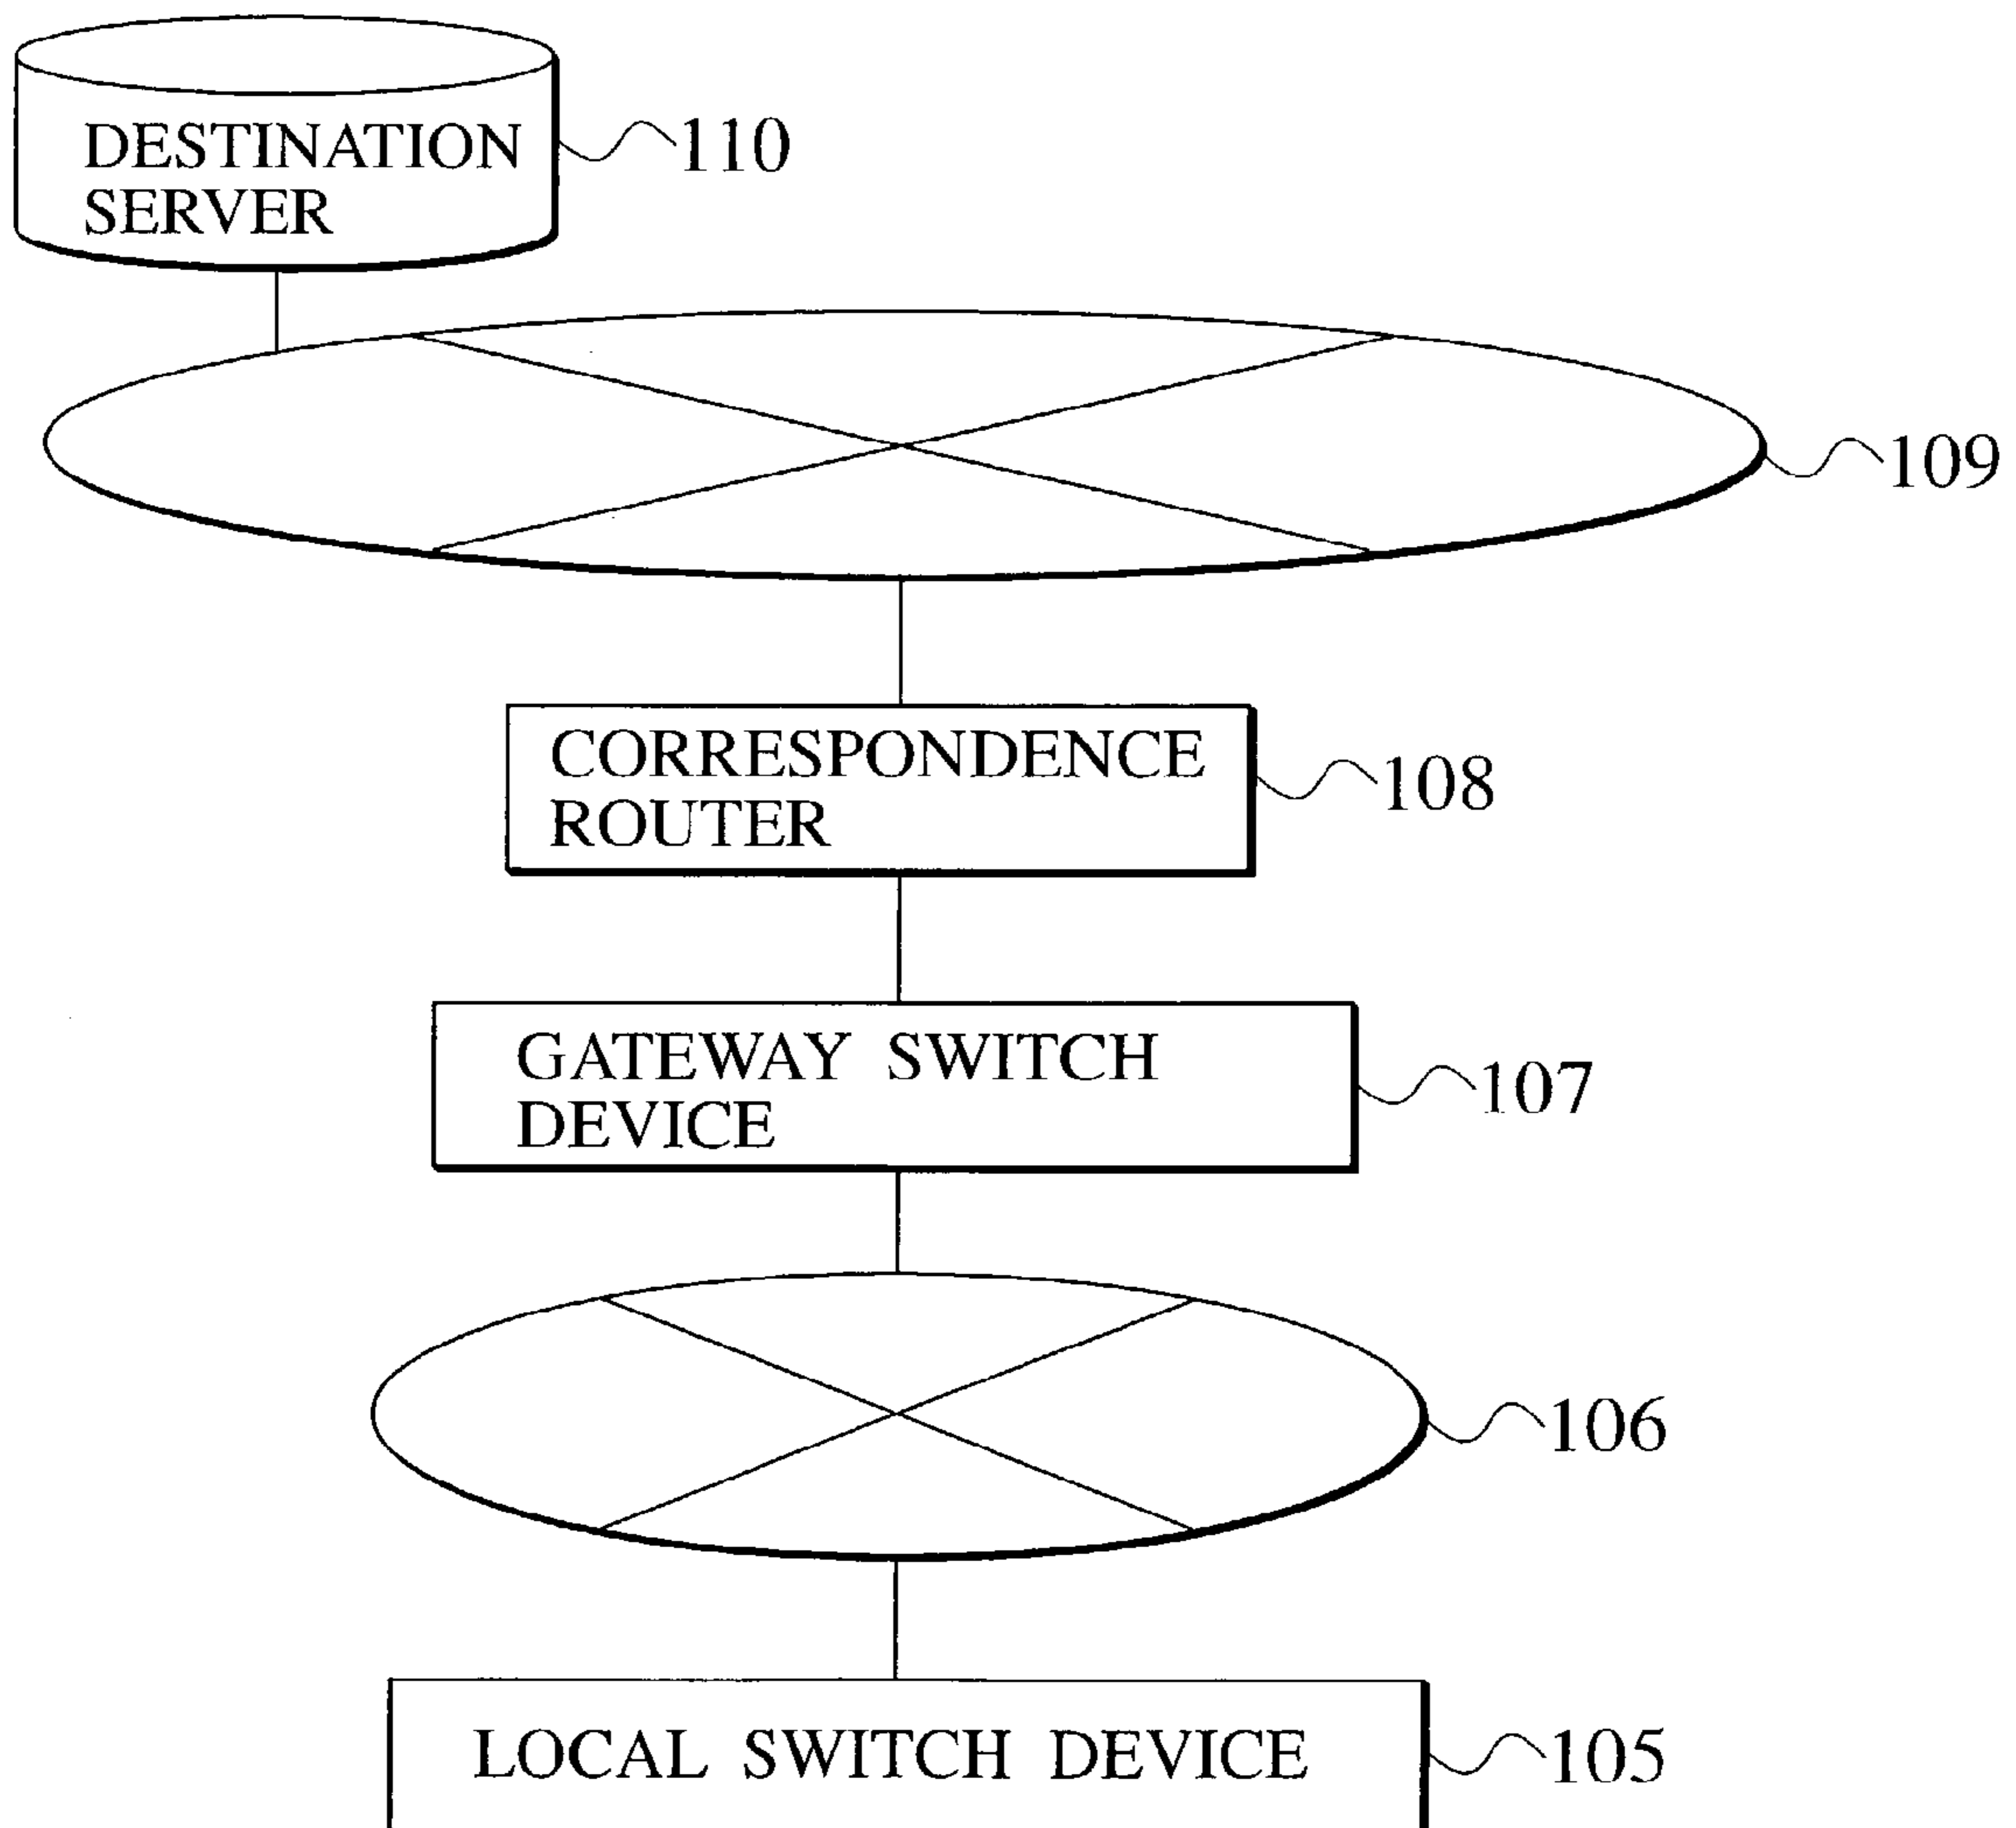 DESTINATION
SERVER
110
109
CORRESPONDENCE
ROUTER
108
GATEWAY SWITCH
DEVICE
107
106
LOCAL SWITCH DEVICE
105